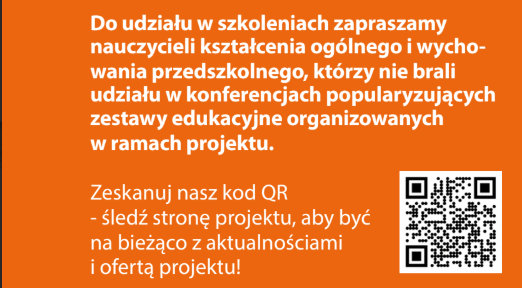 Do udziału w szkoleniach zapraszamy
nauczycieli kształcenia ogólnego i wycho-
wania przedszkolnego, którzy nie brali
udziału w konferencjach popularyzujących
zestawy edukacyjne organizowanych
w ramach projektu.
Zeskanuj nasz kod QR
- śledź stronę projektu, aby być
na bieżąco z aktualnościami
i ofertą projektu!